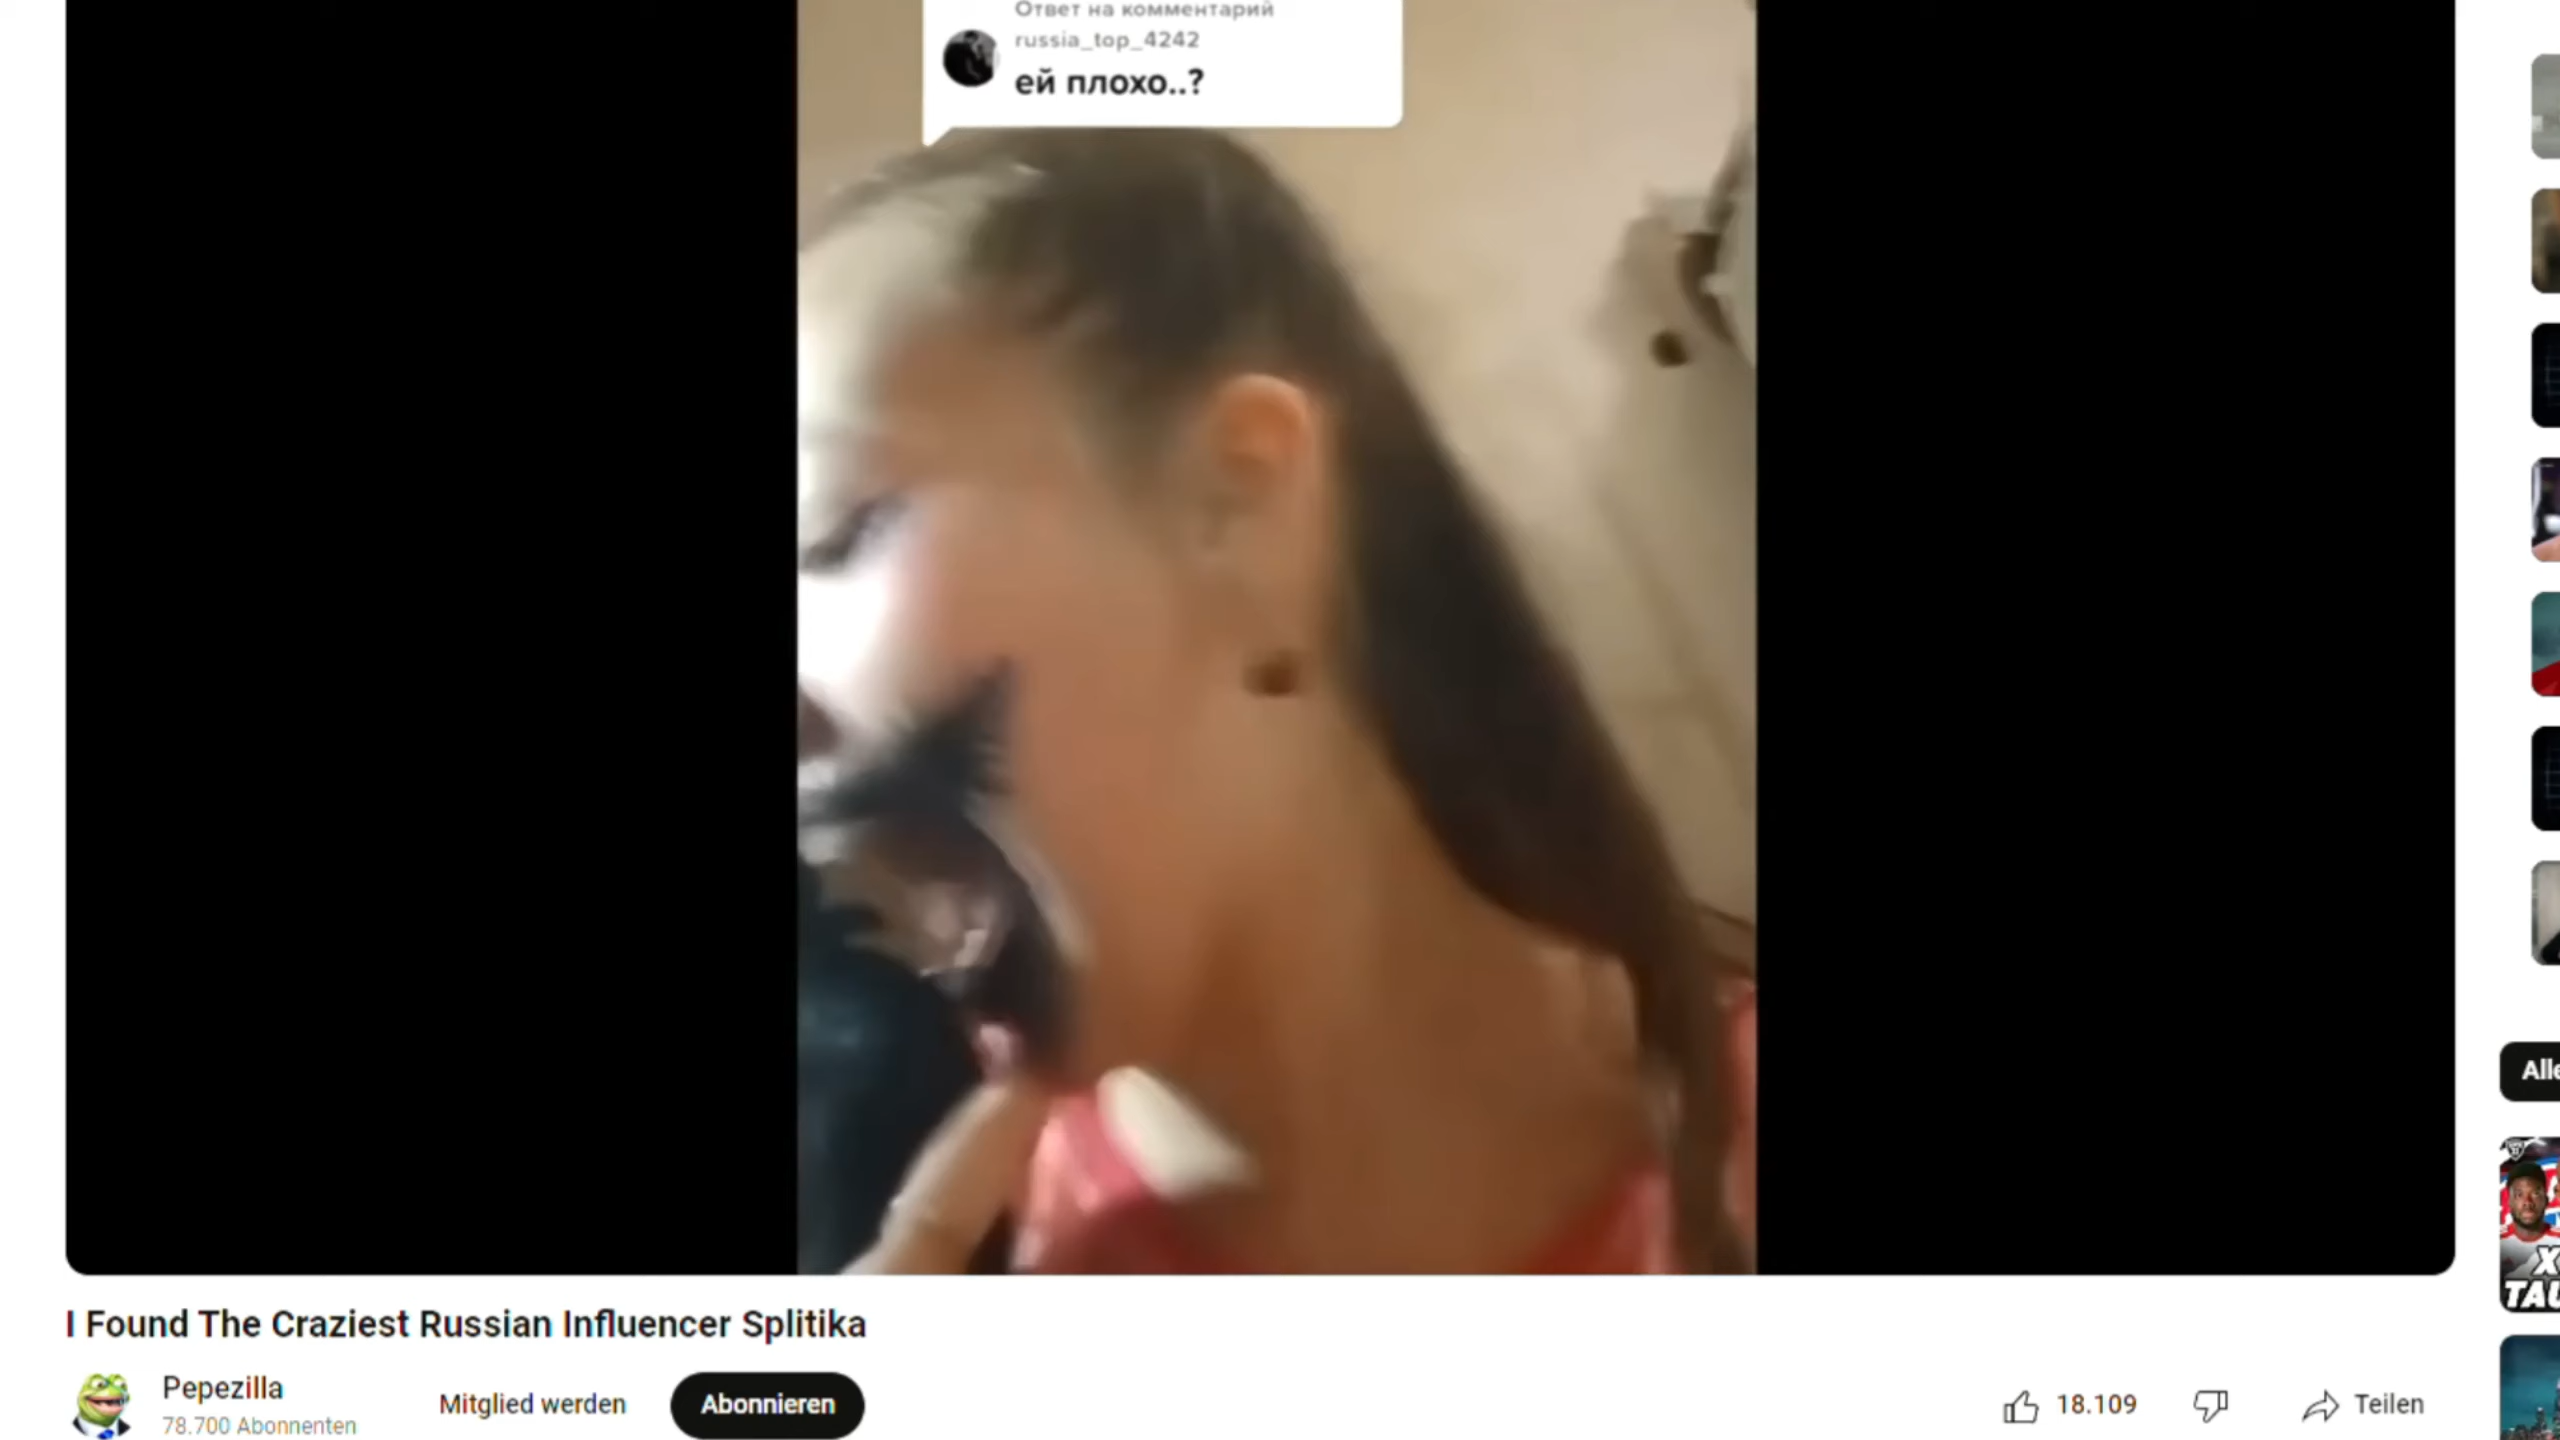 Ответ на комментарий
russia_top_4242
ей плохо..?
I Found The Craziest Russian Influencer Splitika
Pepezilla
78.700 Abonnenten
Mitglied werden
Abonnieren
18.109
Teilen
Alle
X
TAU